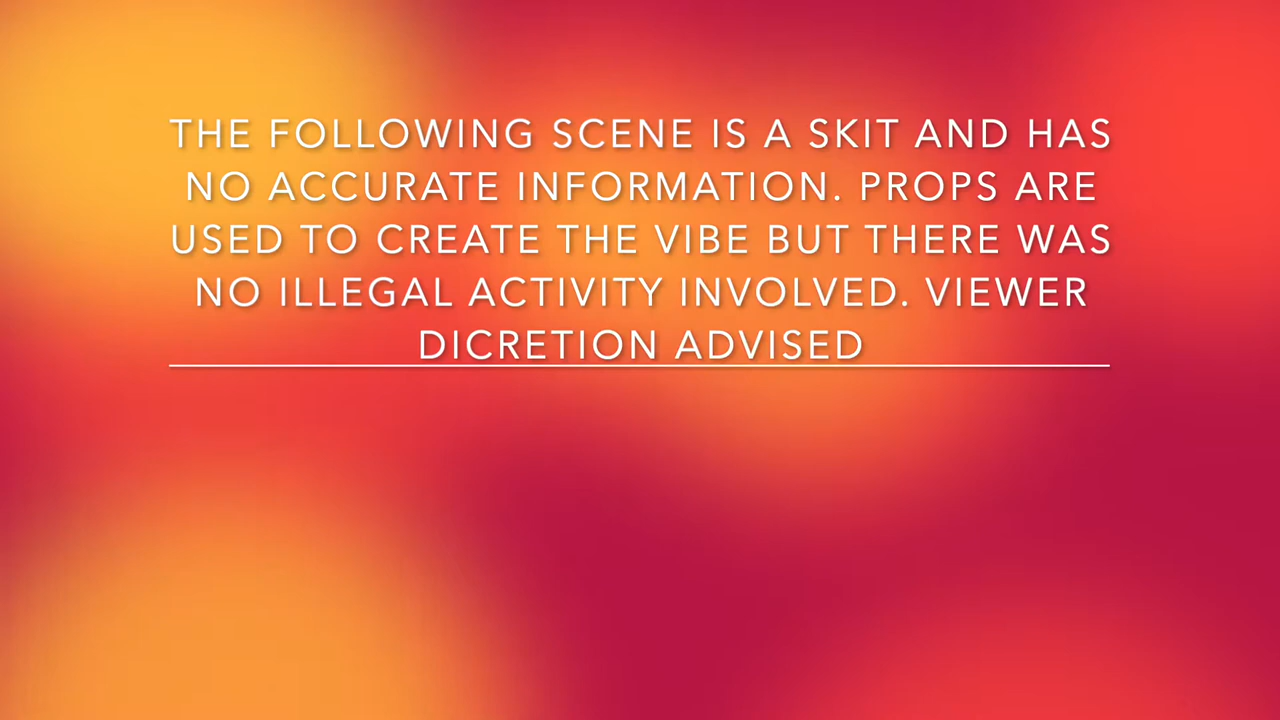 THE FOLLOWING SCENE IS A SKIT AND HAS
NO ACCURATE INFORMATION. PROPS ARE
USED TO CREATE THE VIBE BUT THERE WAS
NO ILLEGAL ACTIVITY INVOLVED. VIEWER
DICRETION ADVISED